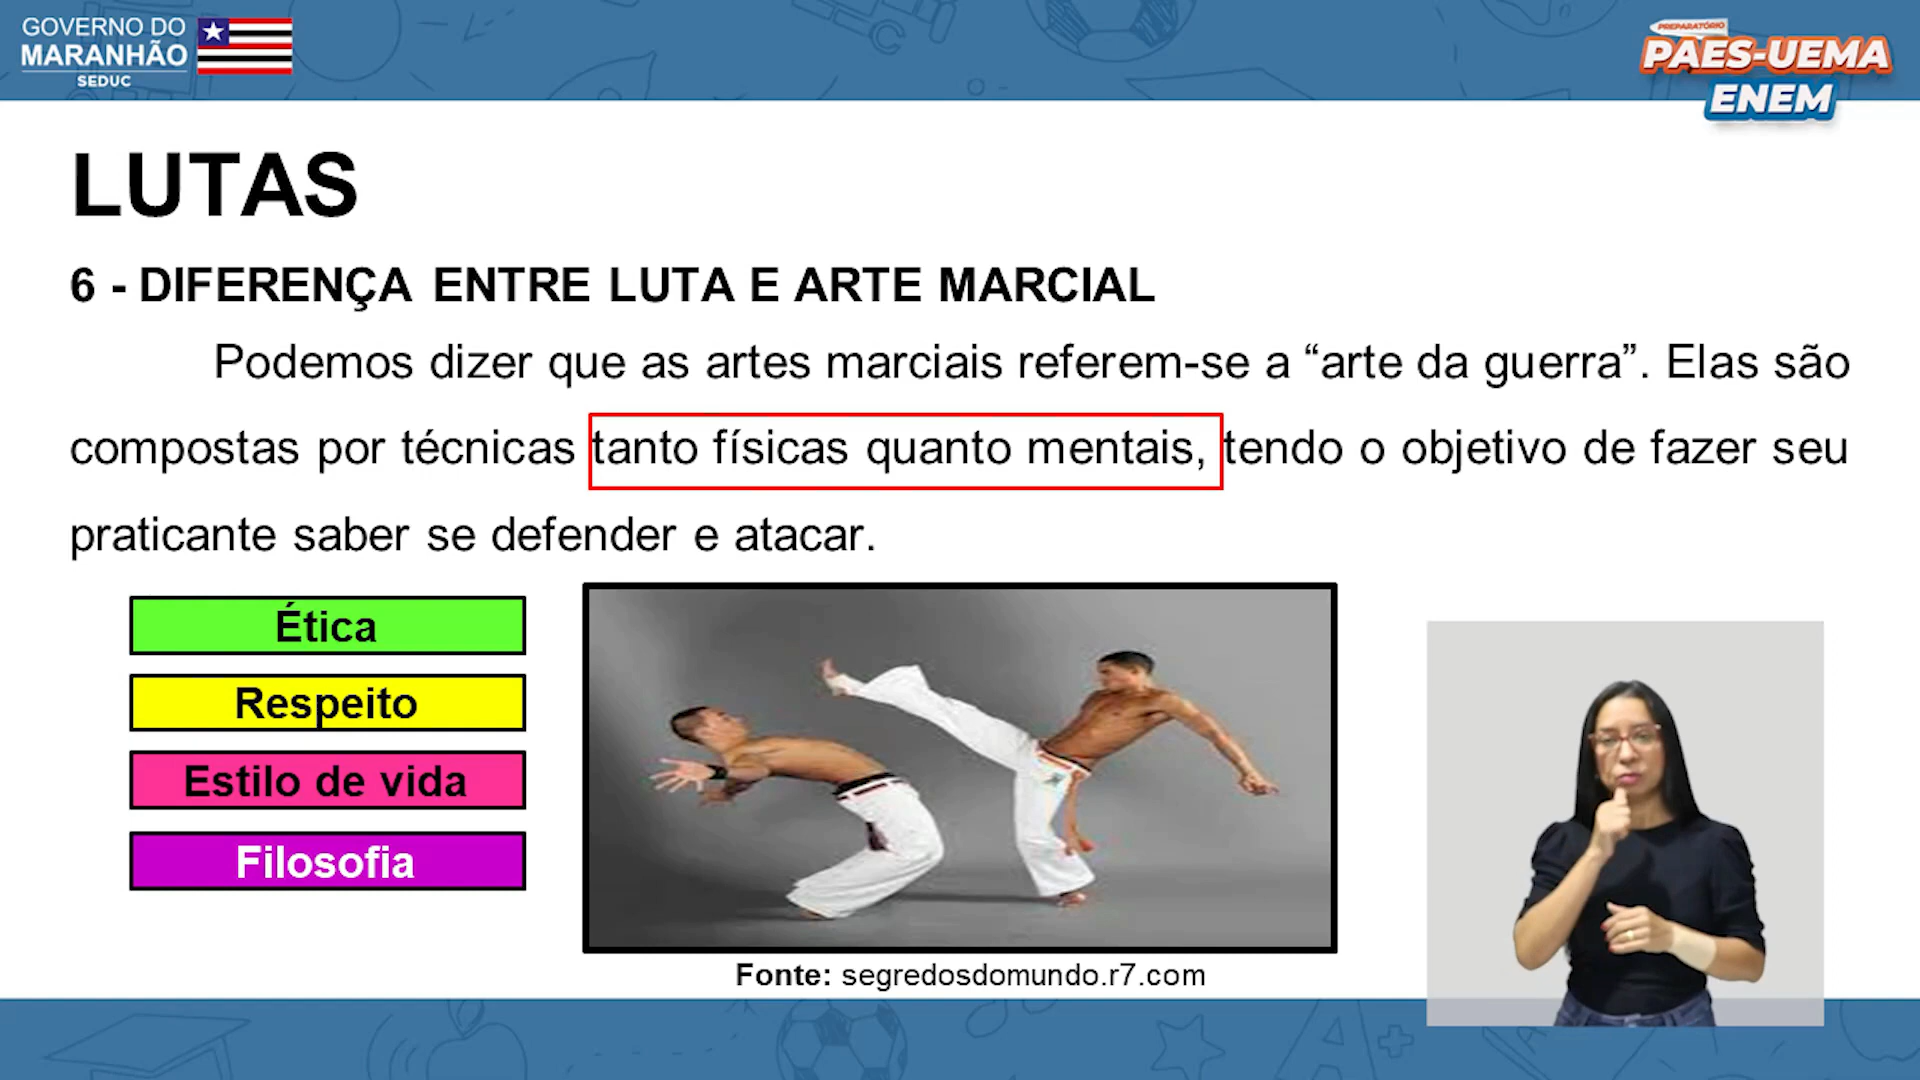 GOVERNO DO
MARANHÃO
SEDUC
PREPARATÓRIO
PAES-UEMA
ENEM
LUTAS
6 - DIFERENÇA ENTRE LUTA E ARTE MARCIAL
Podemos dizer que as artes marciais referem-se a “arte da guerra”. Elas são
compostas por técnicas tanto físicas quanto mentais, tendo o objetivo de fazer seu
praticante saber se defender e atacar.
Ética
Respeito
Estilo de vida
Filosofia
Fonte: segredosdomundo.r7.com